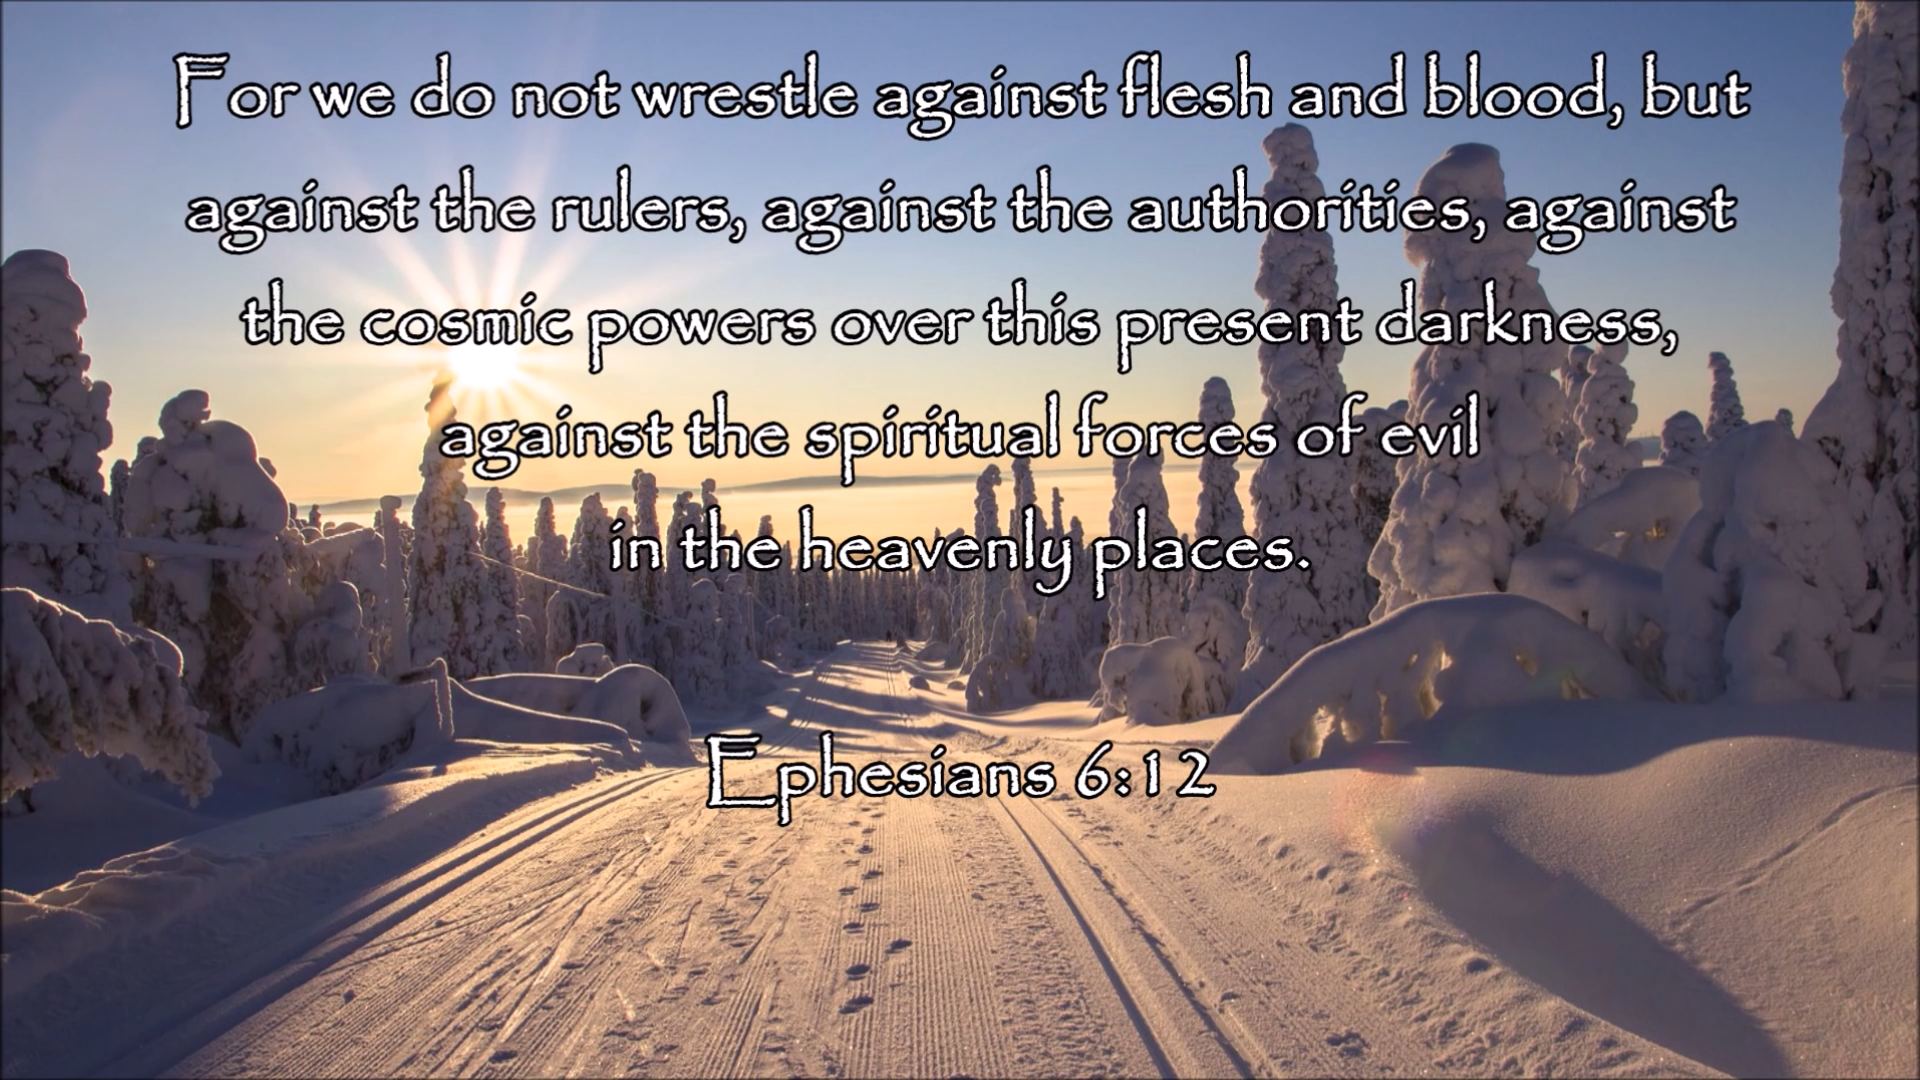 For we do not wrestle against flesh and blood, but
against the rulers, against the authorities, against
the cosmic powers over this present darkness,
against the spiritual forces of evil
in the heavenly places.
Ephesians 6:12